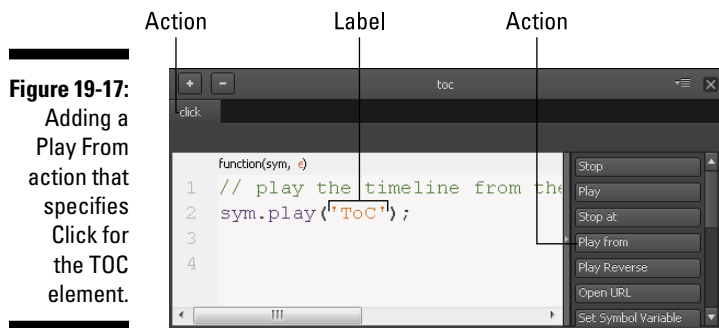 Action Label Action
Figure 19-17:
Adding a
Play From
action that
specifies
Click for
the TOC
element.
+ - toc
click
function(sym, e)
1 // play the timeline from the
2 sym.play('ToC');
3
4
Stop
Play
Stop at
Play from
Play Reverse
Open URL
Set Symbol Variable